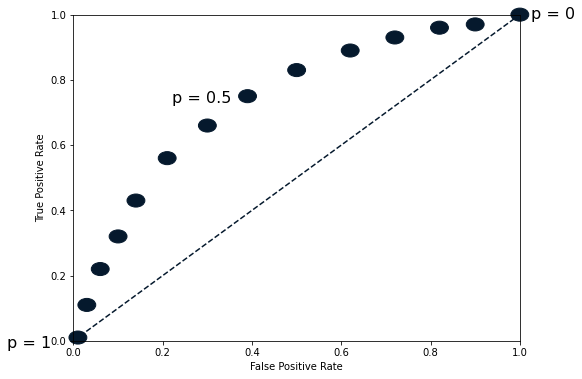 1.0
p = 0
0.8
p = 0.5
True Positive Rate
0.6
0.4
0.2
p = 1
0.0
0.0 0.2 0.4 0.6 0.8 1.0
False Positive Rate